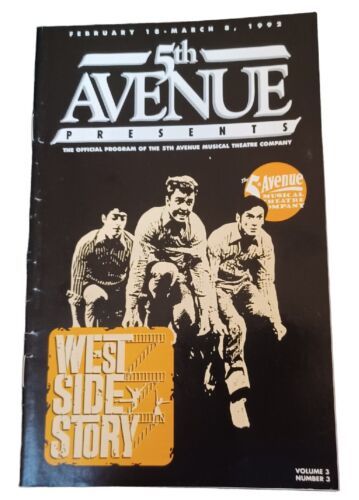 FEBRUARY 18-MARCH 8, 1992
5th
AVENUE
PRESENTS
THE OFFICIAL PROGRAM OF THE 5TH AVENUE MUSICAL THEATRE COMPANY
The
5th Avenue
MUSICAL
THEATRE
COMPANY
WEST
SIDE
STORY
VOLUME 3
NUMBER 3